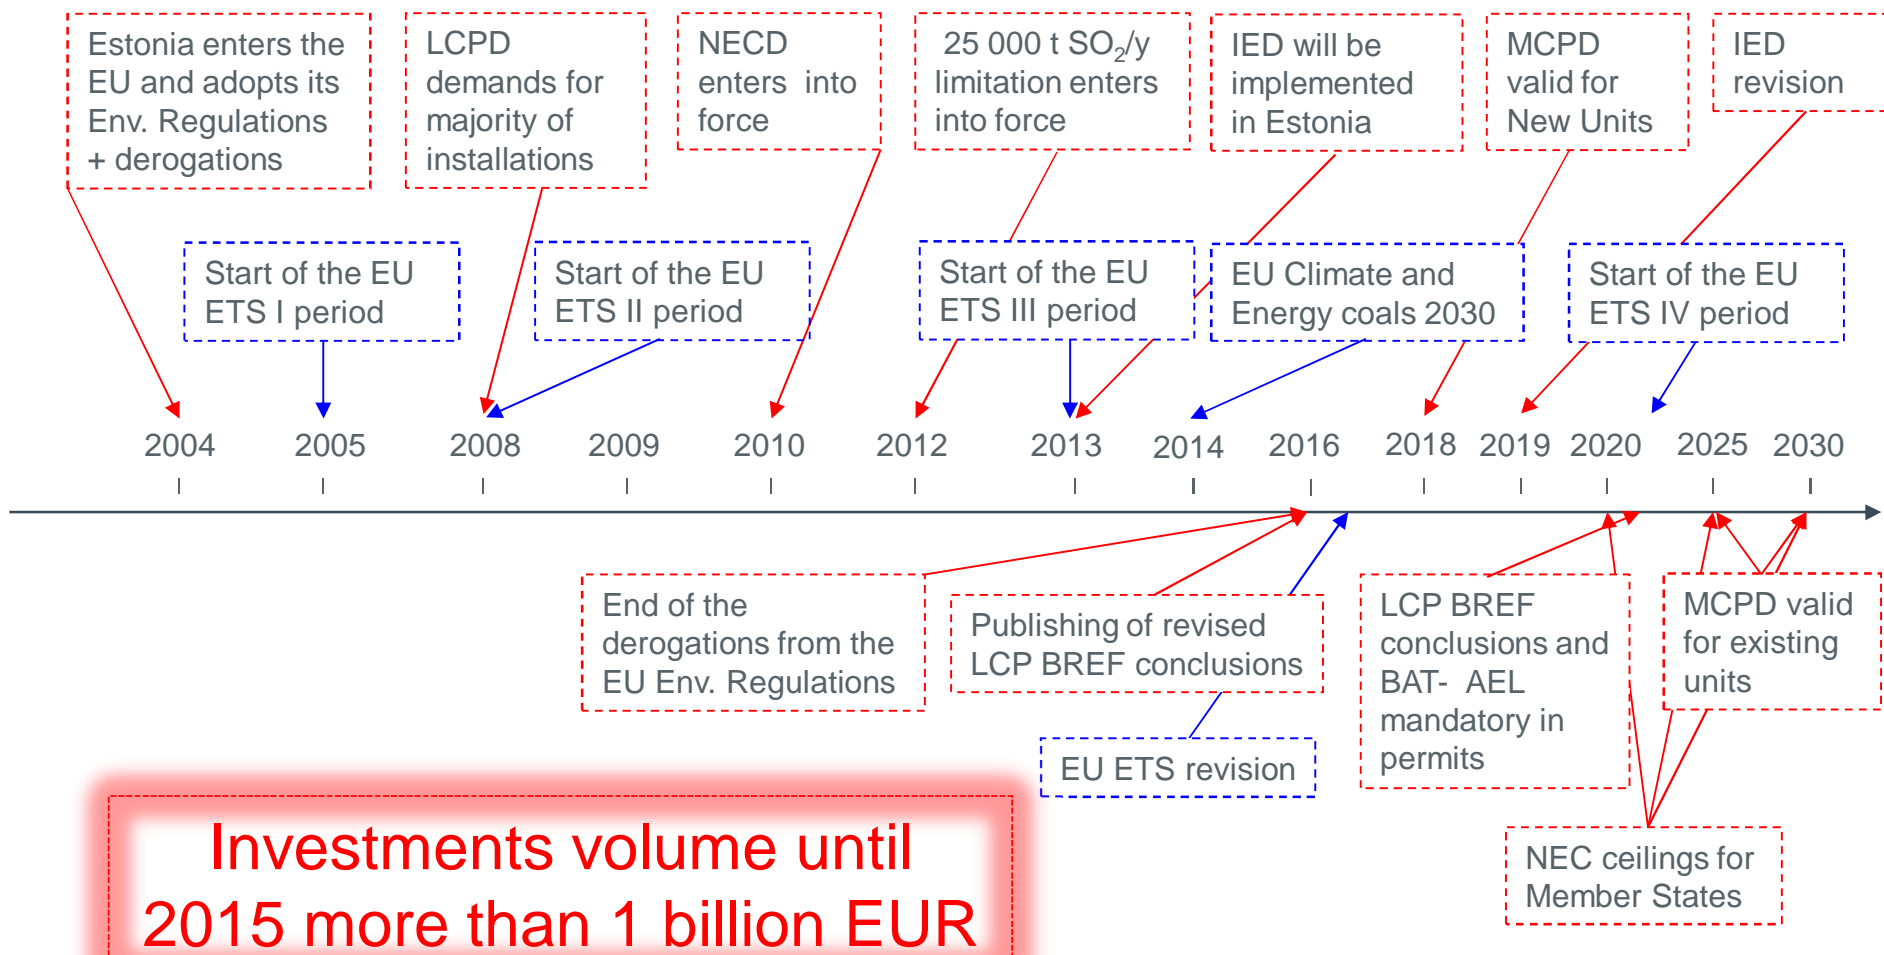 Estonia enters the
EU and adopts its
Env. Regulations
+ derogations
LCPD
demands for
majority of
installations
NECD
enters into
force
25 000 t SO₂/y
limitation enters
into force
IED will be
implemented
in Estonia
MCPD
valid for
New Units
IED
revision
Start of the EU
ETS I period
Start of the EU
ETS II period
Start of the EU
ETS III period
EU Climate and
Energy coals 2030
Start of the EU
ETS IV period
2004 2005 2008 2009 2010 2012 2013 2014 2016 2018 2019 2020 2025 2030
End of the
derogations from the
EU Env. Regulations
Publishing of revised
LCP BREF conclusions
EU ETS revision
LCP BREF
conclusions and
BAT- AEL
mandatory in
permits
MCPD valid
for existing
units
NEC ceilings for
Member States
Investments volume until
2015 more than 1 billion EUR